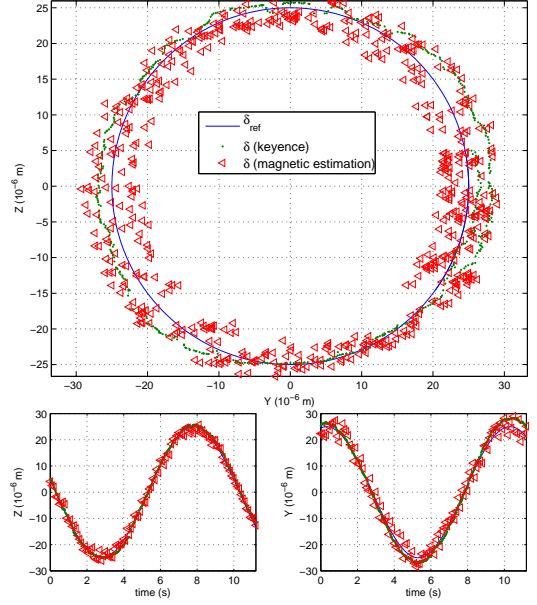 25
20
15
10
5
0
−5
−10
−15
−20
−25
Z (10⁻⁶ m)
δref
δ (keyence)
δ (magnetic estimation)
−30 −20 −10 0 10 20 30
Y (10⁻⁶ m)
30
20
10
0
−10
−20
−30
Z (10⁻⁶ m)
0 2 4 6 8 10
time (s)
30
20
10
0
−10
−20
−30
Y (10⁻⁶ m)
0 2 4 6 8 10
time (s)